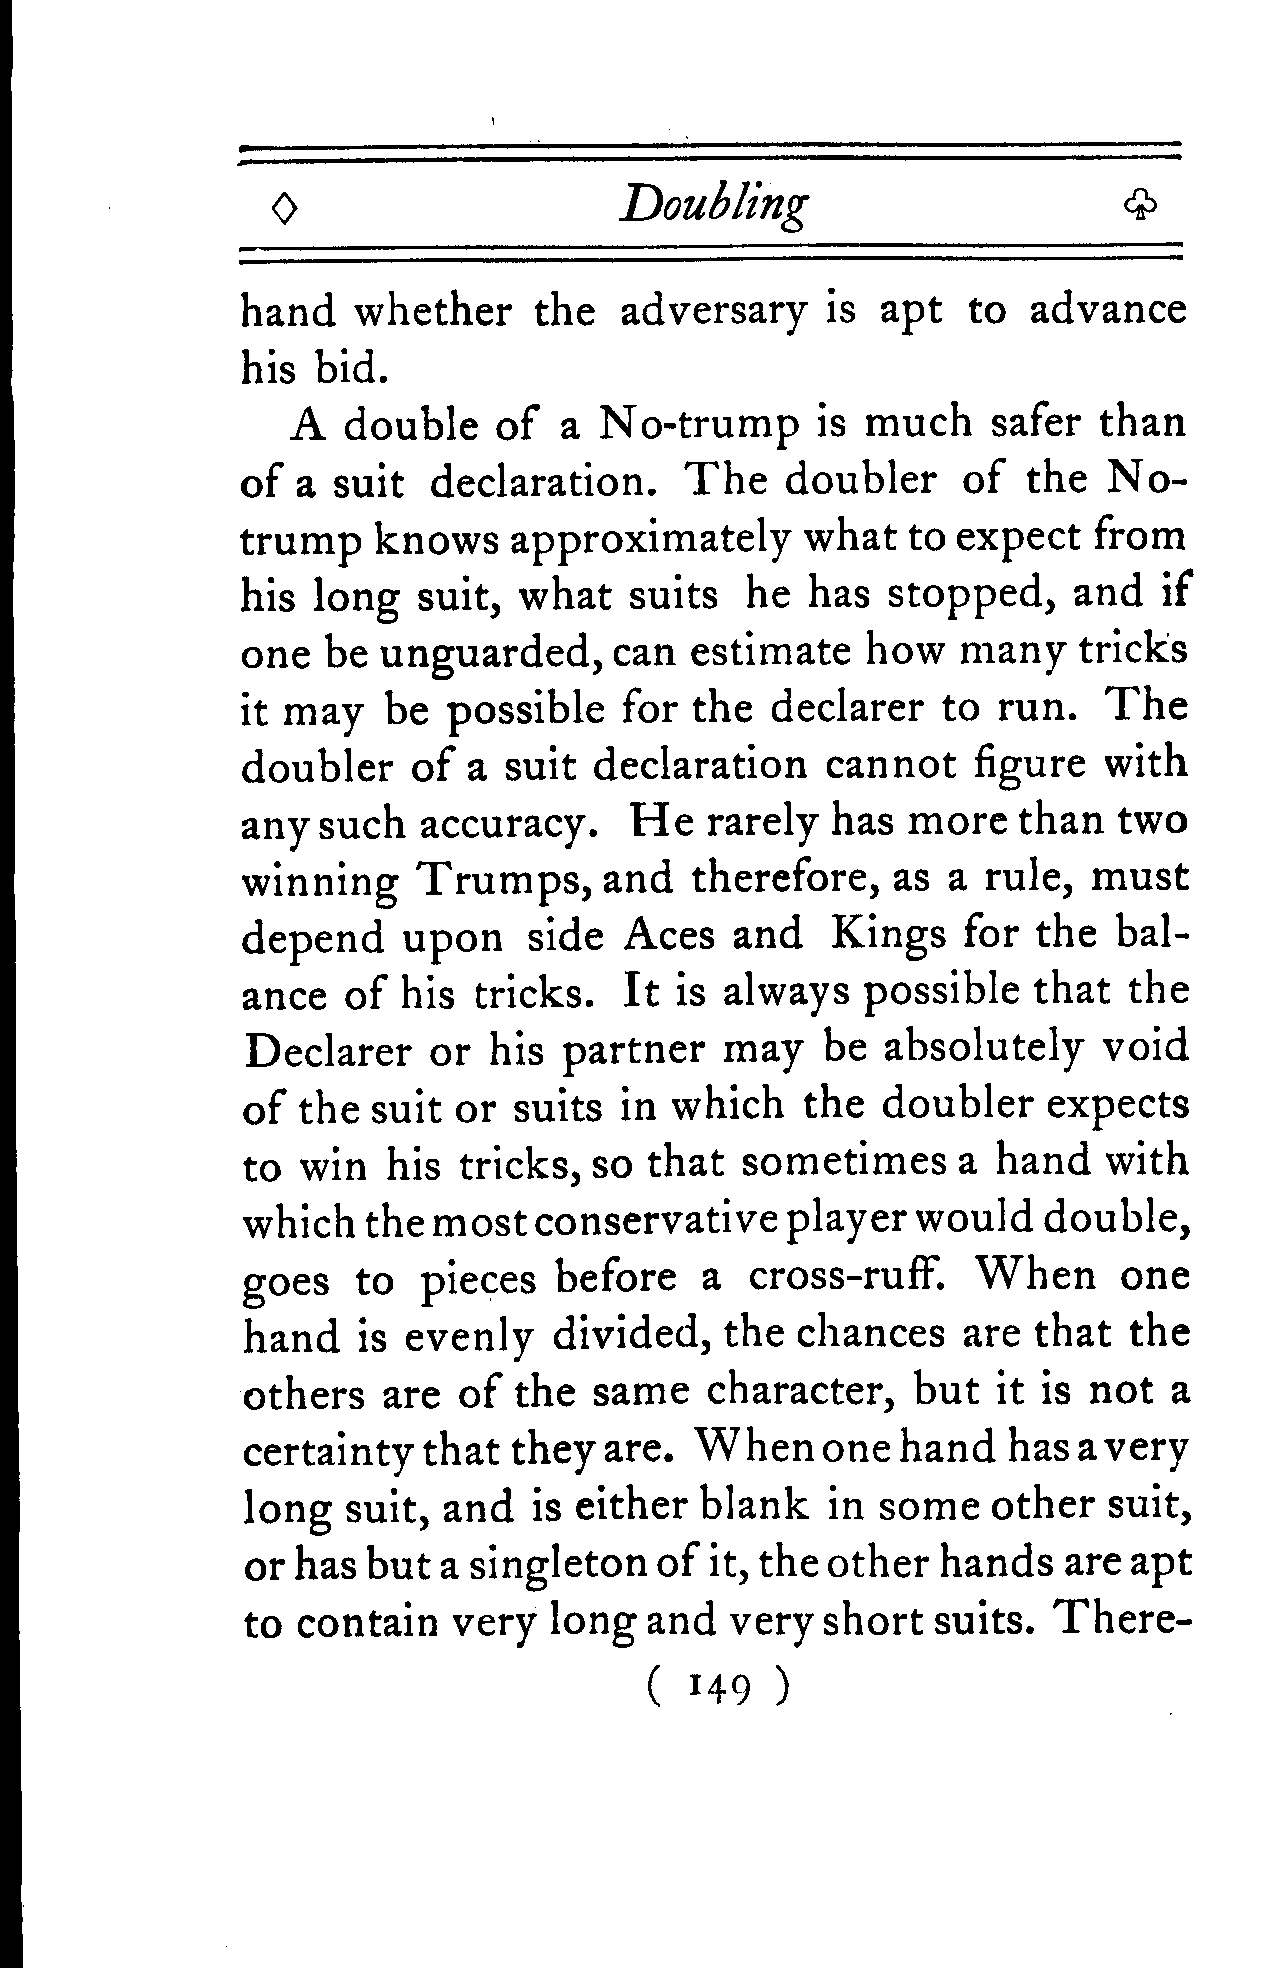 ◇ Doubling ♧
hand whether the adversary is apt to advance
his bid.
A double of a No-trump is much safer than
of a suit declaration. The doubler of the No-
trump knows approximately what to expect from
his long suit, what suits he has stopped, and if
one be unguarded, can estimate how many tricks
it may be possible for the declarer to run. The
doubler of a suit declaration cannot figure with
any such accuracy. He rarely has more than two
winning Trumps, and therefore, as a rule, must
depend upon side Aces and Kings for the bal-
ance of his tricks. It is always possible that the
Declarer or his partner may be absolutely void
of the suit or suits in which the doubler expects
to win his tricks, so that sometimes a hand with
which the most conservative player would double,
goes to pieces before a cross-ruff. When one
hand is evenly divided, the chances are that the
others are of the same character, but it is not a
certainty that they are. When one hand has a very
long suit, and is either blank in some other suit,
or has but a singleton of it, the other hands are apt
to contain very long and very short suits. There-
( 149 )